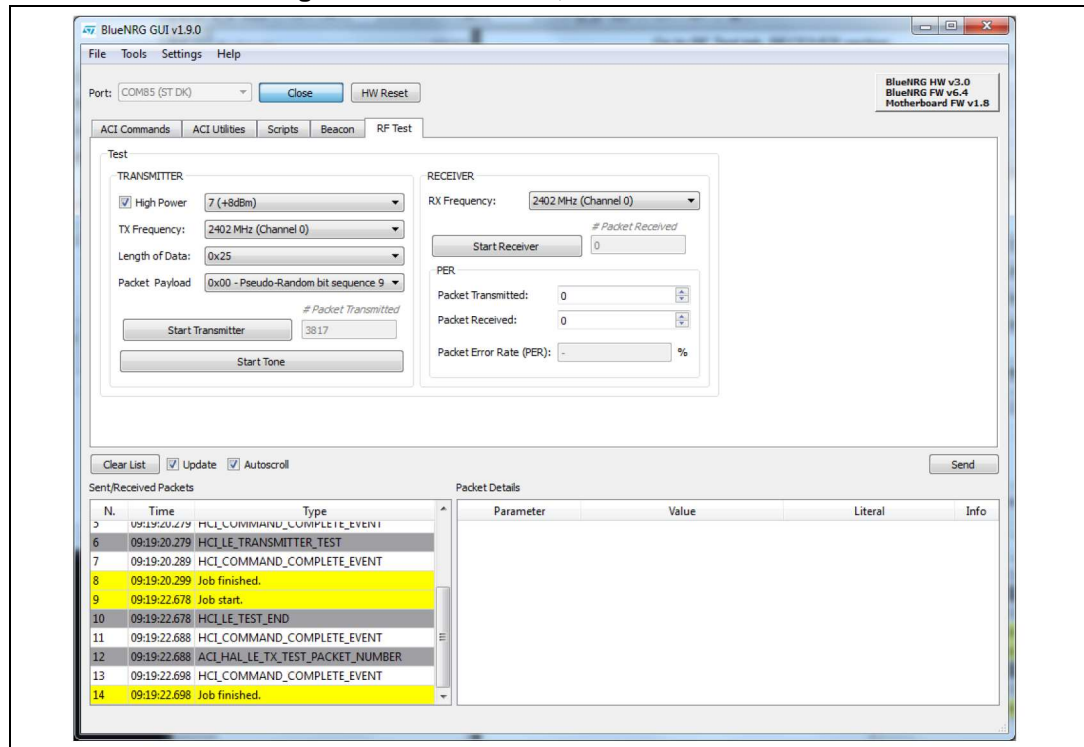 BlueNRG GUI v1.9.0
File Tools Settings Help
Port: COM85 (ST DK) Close HW Reset
BlueNRG HW v3.0
BlueNRG FW v6.4
Motherboard FW v1.8
ACI Commands ACI Utilities Scripts Beacon RF Test
Test
TRANSMITTER
High Power 7 (+8dBm)
TX Frequency: 2402 MHz (Channel 0)
Length of Data: 0x25
Packet Payload 0x00 - Pseudo-Random bit sequence 9
# Packet Transmitted
Start Transmitter 3817
Start Tone
RECEIVER
RX Frequency: 2402 MHz (Channel 0)
# Packet Received
Start Receiver 0
PER
Packet Transmitted: 0
Packet Received: 0
Packet Error Rate (PER): - %
Clear List Update Autoscroll Send
Sent/Received Packets
N. Time Type
5 09:19:20.279 HCI_COMMAND_COMPLETE_EVENT
6 09:19:20.279 HCI_LE_TRANSMITTER_TEST
7 09:19:20.289 HCI_COMMAND_COMPLETE_EVENT
8 09:19:20.299 Job finished.
9 09:19:22.678 Job start.
10 09:19:22.678 HCI_LE_TEST_END
11 09:19:22.688 HCI_COMMAND_COMPLETE_EVENT
12 09:19:22.688 ACI_HAL_LE_TX_TEST_PACKET_NUMBER
13 09:19:22.698 HCI_COMMAND_COMPLETE_EVENT
14 09:19:22.698 Job finished.
Packet Details
Parameter Value Literal Info